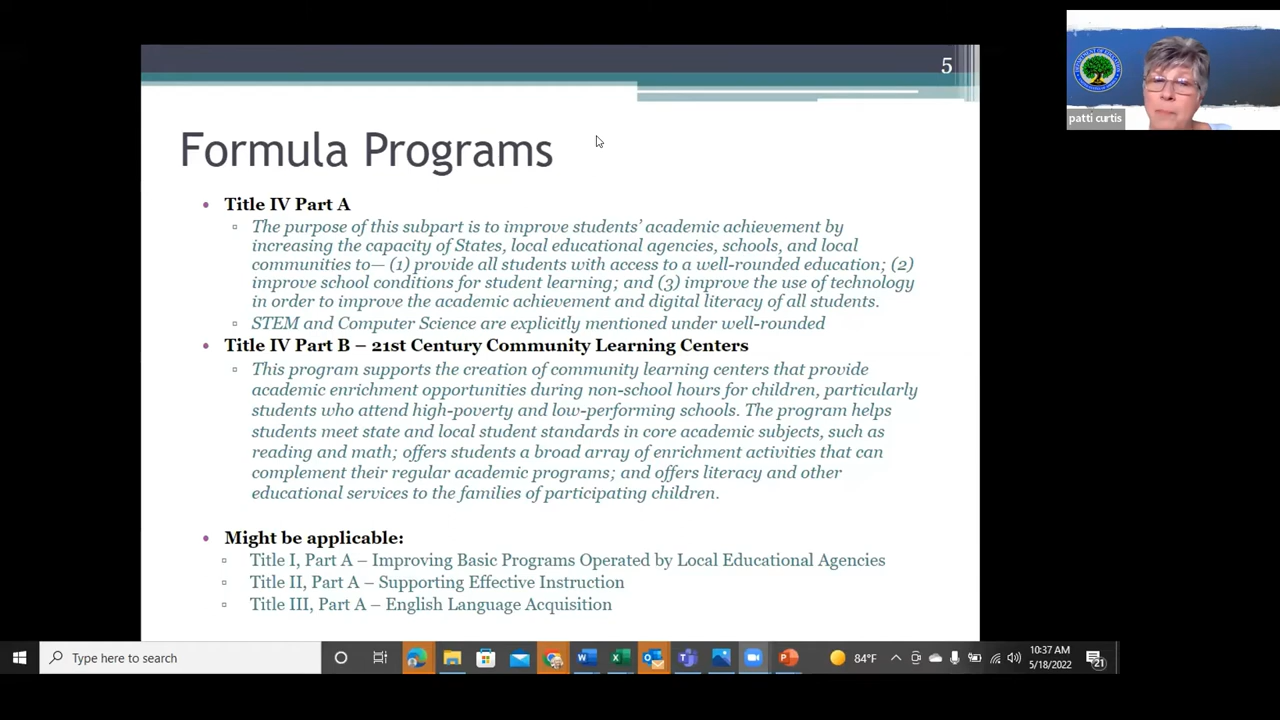 5
Formula Programs
Title IV Part A
The purpose of this subpart is to improve students' academic achievement by
increasing the capacity of States, local educational agencies, schools, and local
communities to— (1) provide all students with access to a well-rounded education; (2)
improve school conditions for student learning; and (3) improve the use of technology
in order to improve the academic achievement and digital literacy of all students.
STEM and Computer Science are explicitly mentioned under well-rounded
Title IV Part B – 21st Century Community Learning Centers
This program supports the creation of community learning centers that provide
academic enrichment opportunities during non-school hours for children, particularly
students who attend high-poverty and low-performing schools. The program helps
students meet state and local student standards in core academic subjects, such as
reading and math; offers students a broad array of enrichment activities that can
complement their regular academic programs; and offers literacy and other
educational services to the families of participating children.
Might be applicable:
Title I, Part A – Improving Basic Programs Operated by Local Educational Agencies
Title II, Part A – Supporting Effective Instruction
Title III, Part A – English Language Acquisition
patti curtis
Type here to search
84°F
10:37 AM
5/18/2022
21